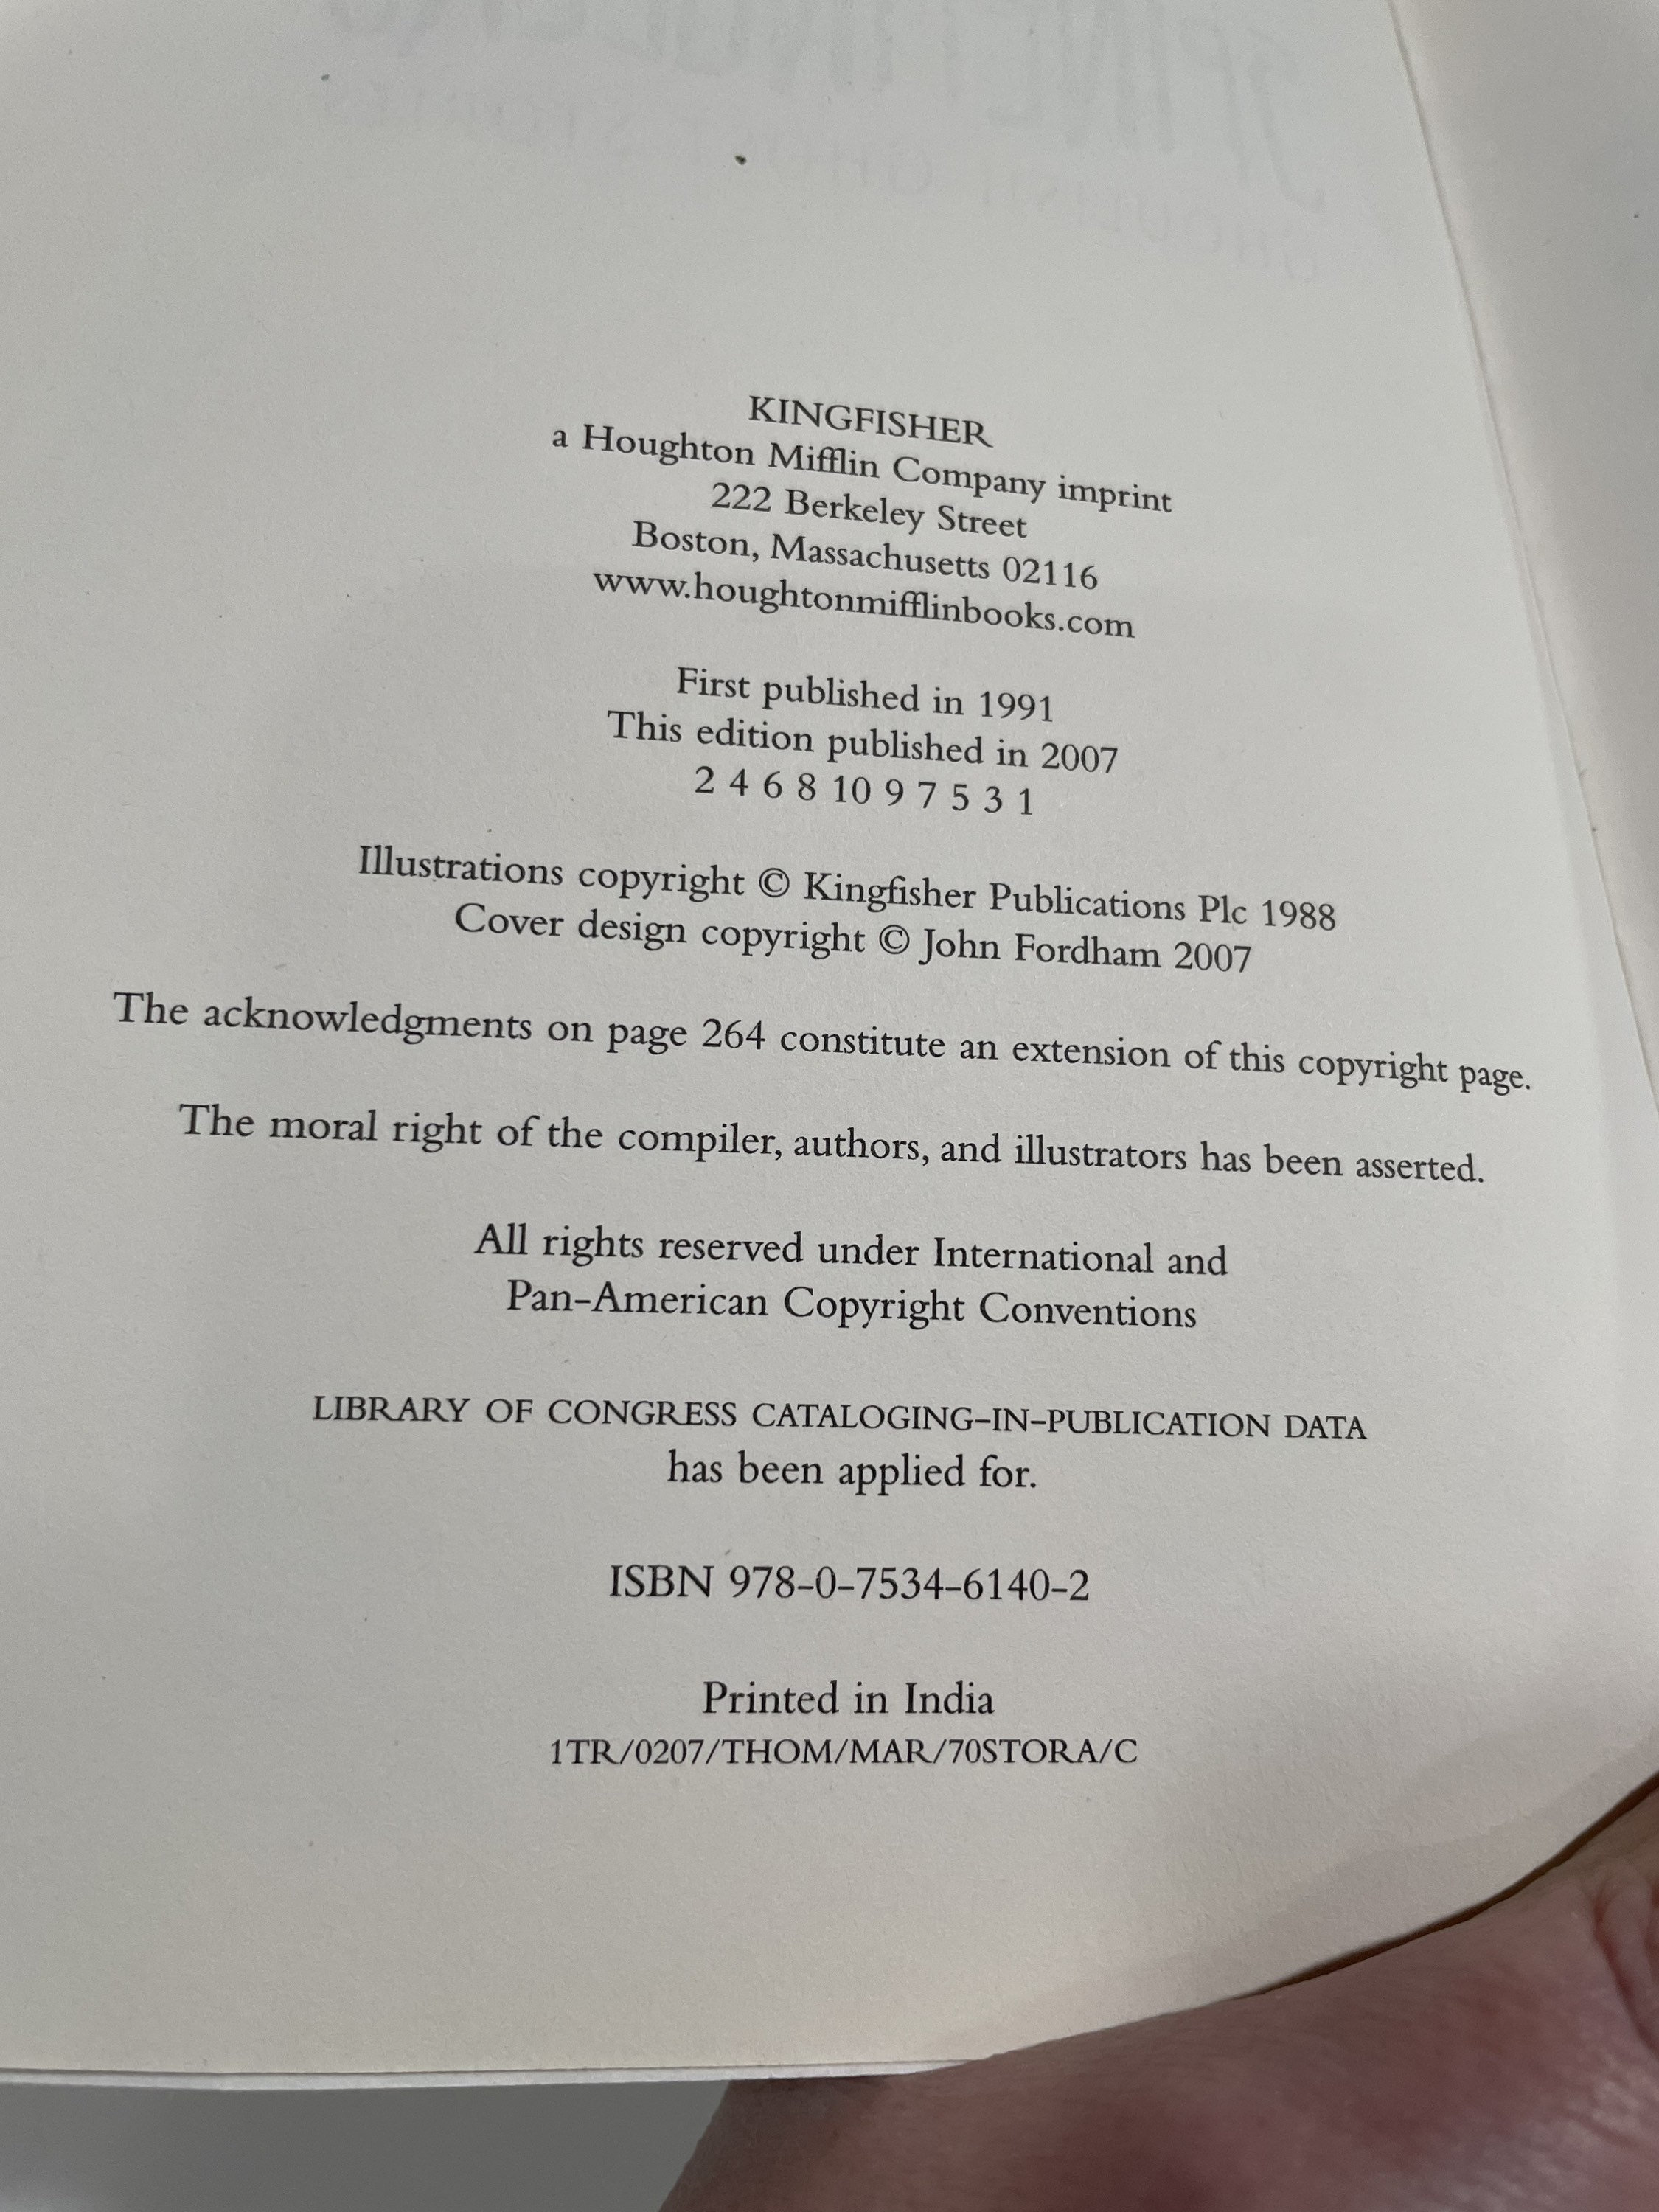 KINGFISHER
a Houghton Mifflin Company imprint
222 Berkeley Street
Boston, Massachusetts 02116
www.houghtonmifflinbooks.com
First published in 1991
This edition published in 2007
2 4 6 8 10 9 7 5 3 1
Illustrations copyright © Kingfisher Publications Plc 1988
Cover design copyright © John Fordham 2007
The acknowledgments on page 264 constitute an extension of this copyright page.
The moral right of the compiler, authors, and illustrators has been asserted.
All rights reserved under International and
Pan-American Copyright Conventions
LIBRARY OF CONGRESS CATALOGING-IN-PUBLICATION DATA
has been applied for.
ISBN 978-0-7534-6140-2
Printed in India
1TR/0207/THOM/MAR/70STORA/C